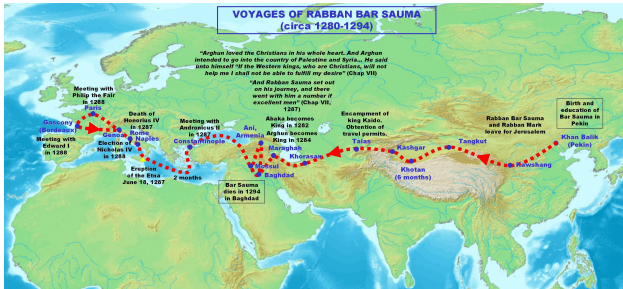 VOYAGES OF RABBAN BAR SAUMA
(circa 1280-1294)
"Arghun loved the Christians in his whole heart. And Arghun
intended to go into the country of Palestine and Syria... He said
unto himself "If the Western kings, who are Christians, will not
help me I shall not be able to fulfill my desire" (Chap VII)
"And Rabban Sauma set out
on his journey, and there
went with him a number if
excellent men" (Chap VII,
1287)
Meeting with
Philip the Fair
in 1288
Paris
Gascony
(Bordeaux)
Meeting with
Edward I
in 1288
Death of
Honorius IV
in 1287
Genoa
Rome
Naples
Election of
Nicholas IV
in 1288
Eruption
of the Etna
June 18, 1287
2 months
Meeting with
Andronicus II
in 1287
Constantinople
Ani,
Armenia
Abaka becomes
King in 1282
Arghun becomes
King in 1284
Maraghah
Khorasan
Mossul
Baghdad
Bar Sauma
dies in 1294
in Baghdad
Encampment of
king Kaido.
Obtention of
travel permits.
Talas
Kashgar
Khotan
(6 months)
Tangkut
Rabban Bar Sauma
and Rabban Mark
leave for Jerusalem
Kawshang
Birth and
education of
Bar Sauma in
Pekin
Khan Balik
(Pekin)